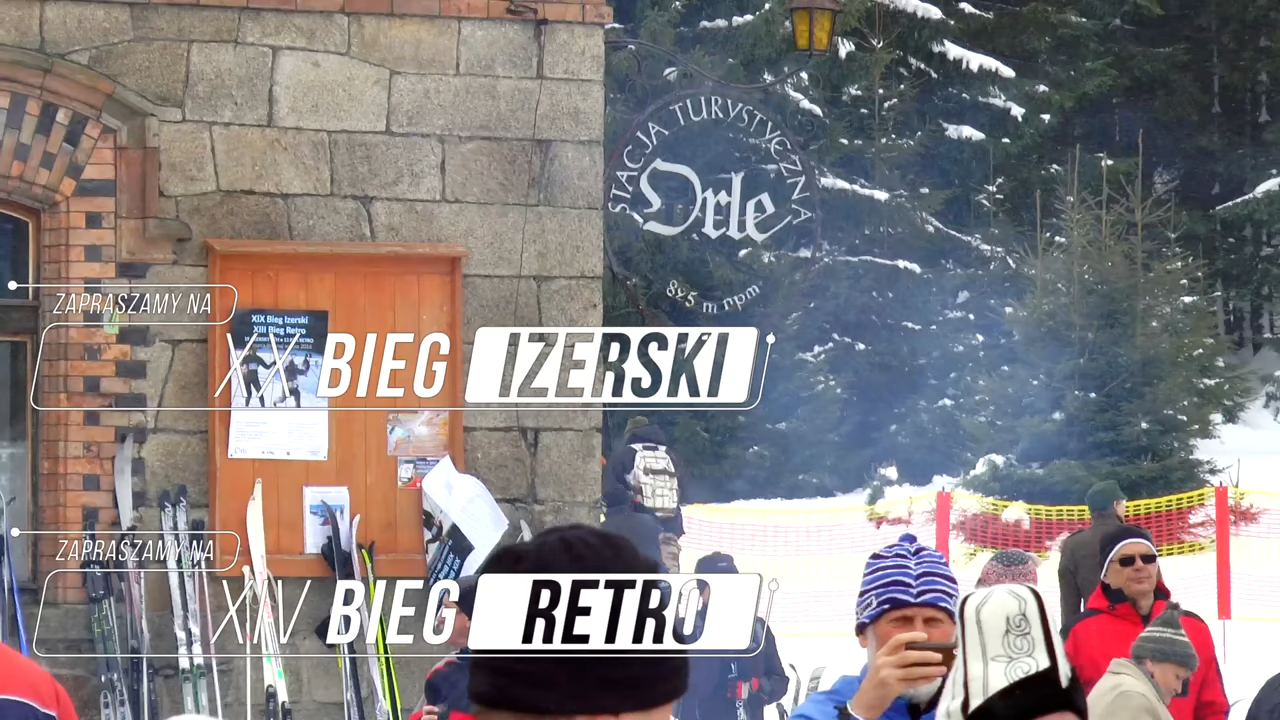 STACJA TURYSTYCZNA
Orle
825 m npm
ZAPRASZAMY NA
XIX Bieg Izerski
XIII Bieg Retro
XX BIEG IZERSKI
ZAPRASZAMY NA
XIV BIEG RETRO